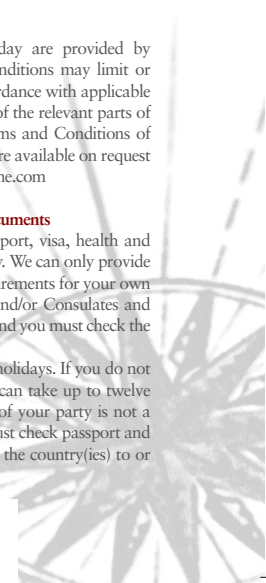 day are provided by
nditions may limit or
rdance with applicable
of the relevant parts of
ms and Conditions of
re available on request
ne.com
cuments
port, visa, health and
y. We can only provide
irements for your own
nd/or Consulates and
nd you must check the
holidays. If you do not
can take up to twelve
of your party is not a
ust check passport and
the country(ies) to or